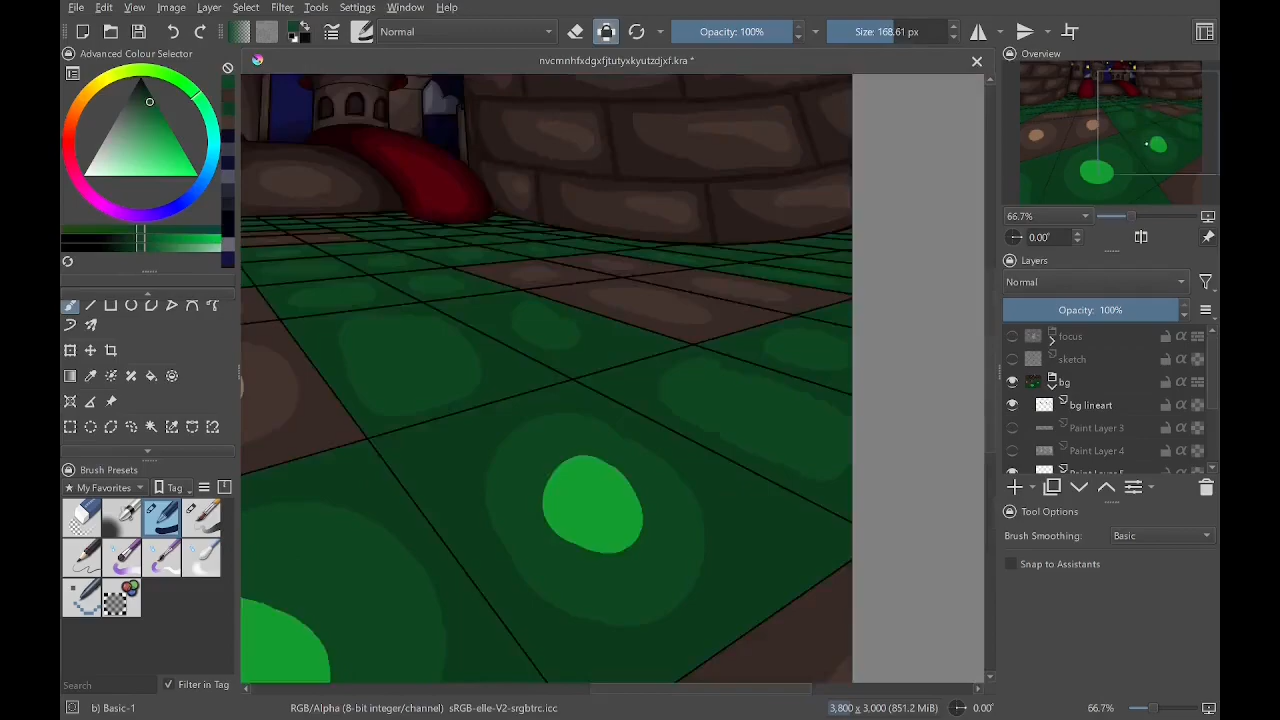 File Edit View Image Layer Select Filter Tools Settings Window Help
Normal
Opacity: 100%
Size: 168.61 px
Advanced Colour Selector
nvcmnhfxdgxfjtutyxkyutzdjxf.kra *
Overview
66.7%
0.00°
Layers
Normal
Opacity: 100%
focus
sketch
bg
bg lineart
Paint Layer 3
Paint Layer 4
Paint Layer 5
Brush Presets
My Favorites
Tag
Tool Options
Brush Smoothing: Basic
Snap to Assistants
Search
Filter in Tag
b) Basic-1
RGB/Alpha (8-bit integer/channel) sRGB-elle-V2-srgbtrc.icc
3,800 x 3,000 (851.2 MiB)
0.00°
66.7%